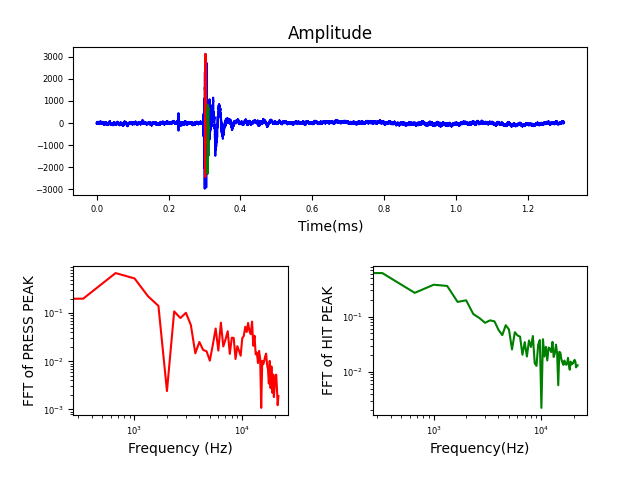 Amplitude
3000
2000
1000
0
−1000
−2000
−3000
0.0 0.2 0.4 0.6 0.8 1.0 1.2
Time(ms)
FFT of PRESS PEAK
10⁻¹
10⁻²
10⁻³
10³ 10⁴
Frequency (Hz)
FFT of HIT PEAK
10⁻¹
10⁻²
10³ 10⁴
Frequency(Hz)